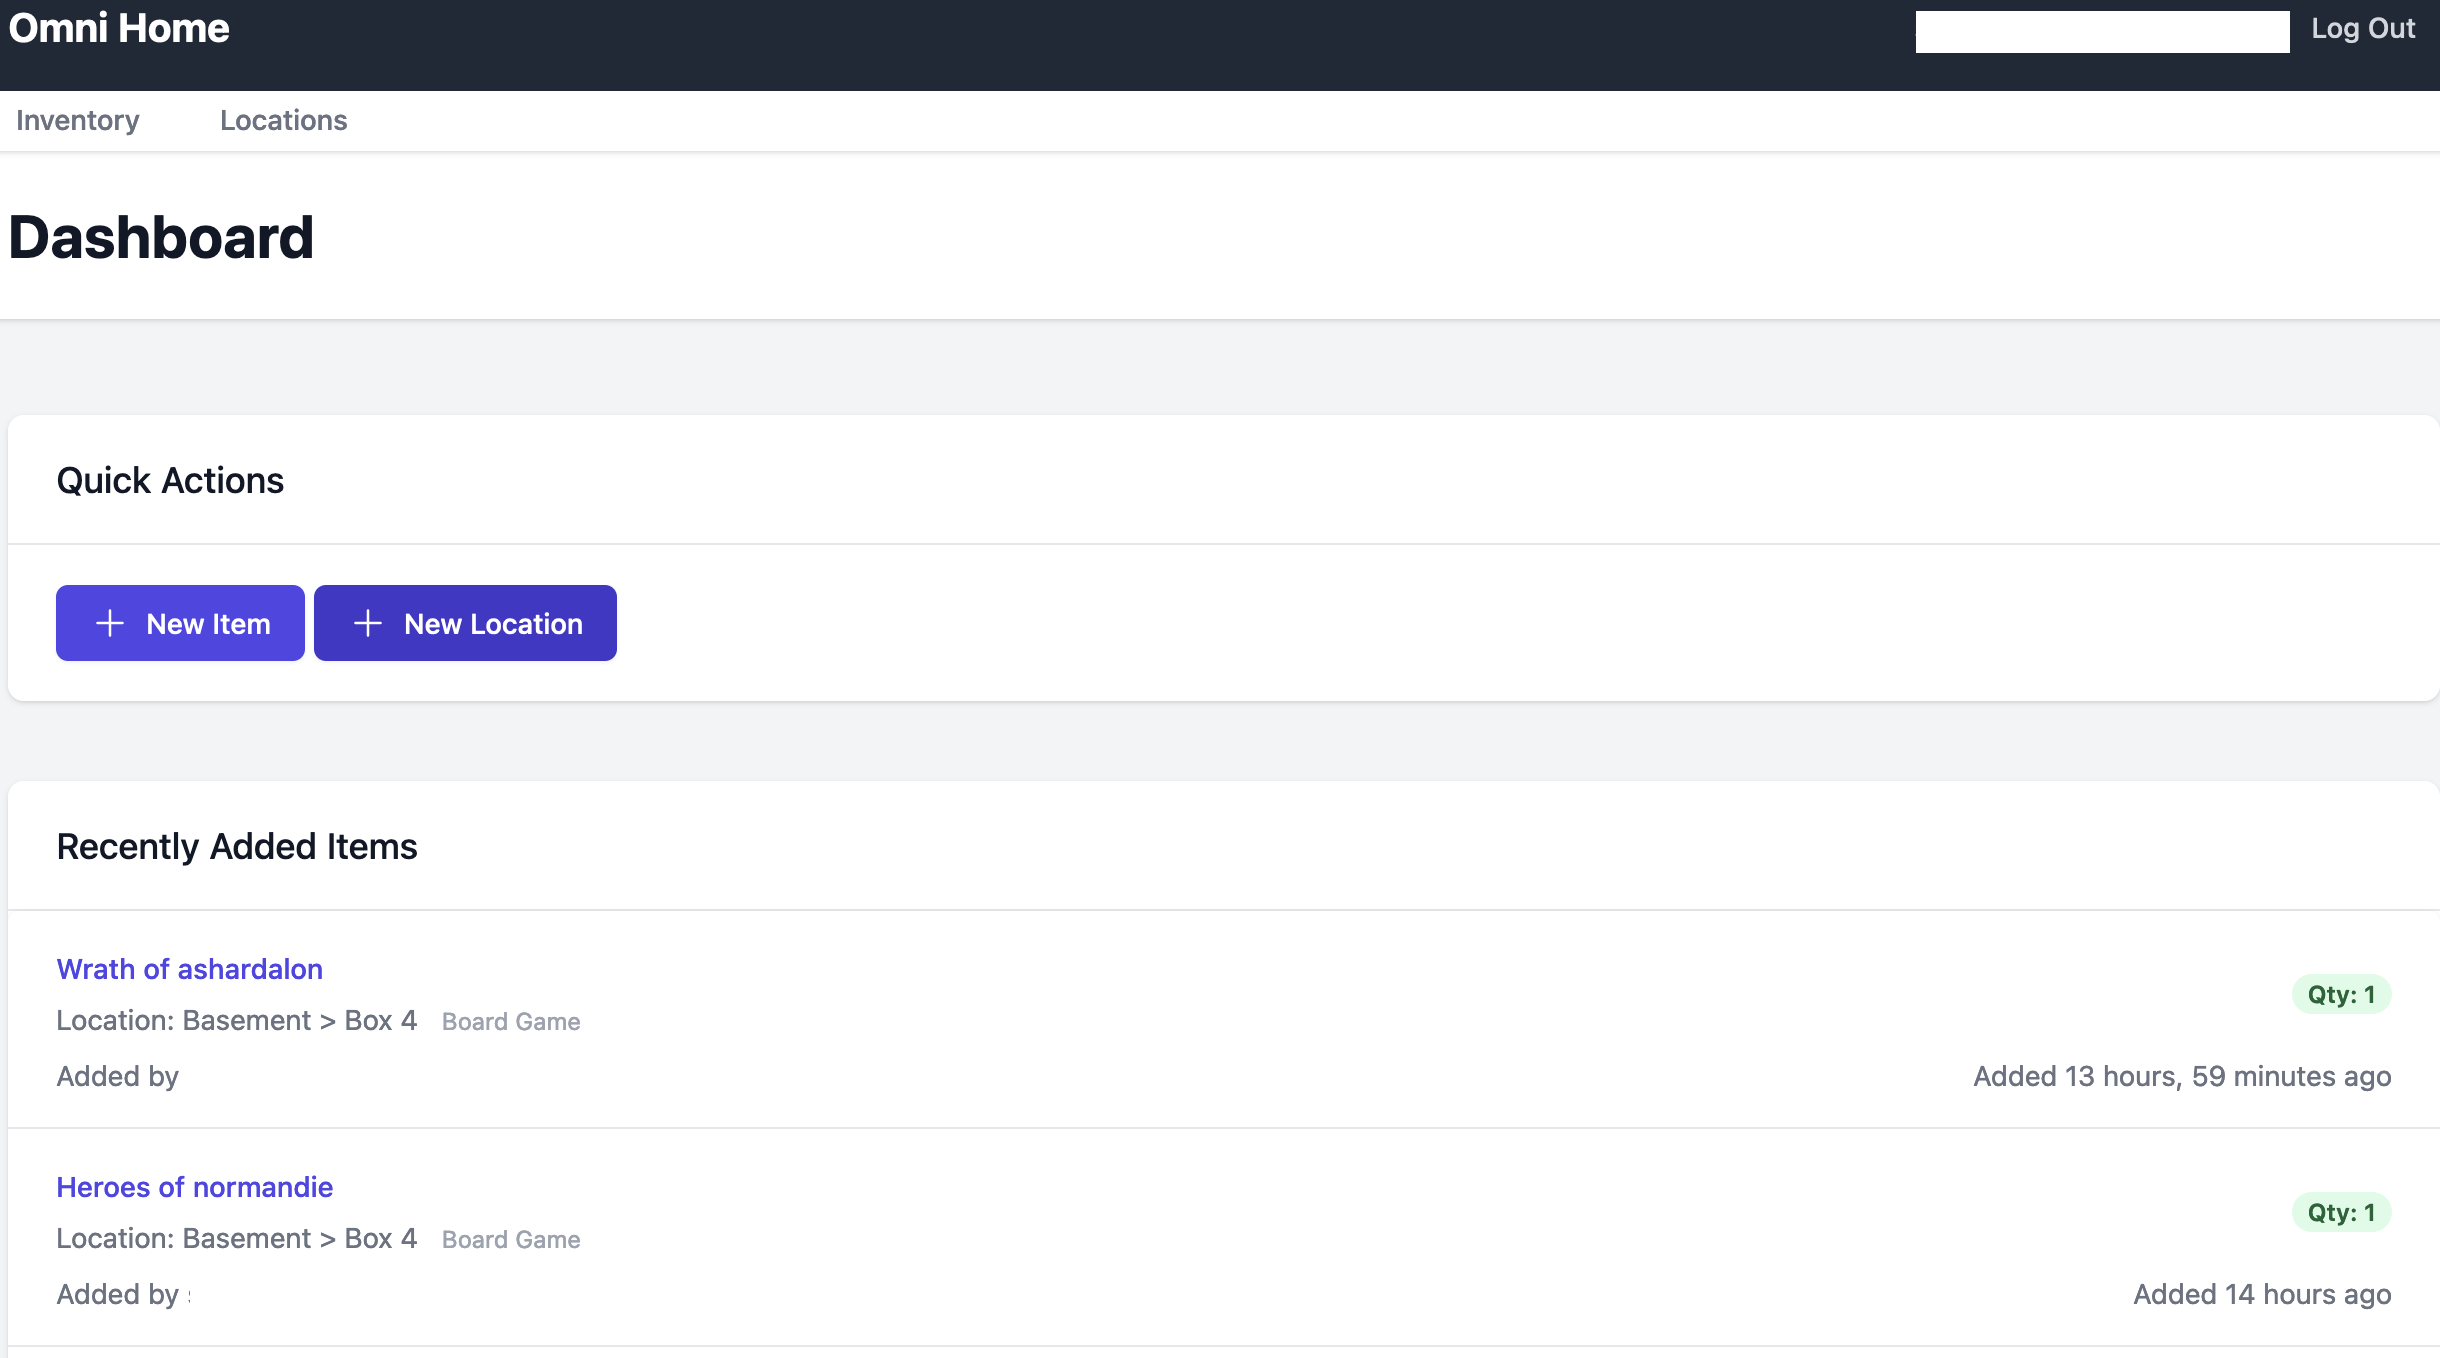 Omni Home
Log Out
Inventory Locations
Dashboard
Quick Actions
New Item
New Location
Recently Added Items
Wrath of ashardalon
Qty: 1
Location: Basement > Box 4 Board Game
Added by
Added 13 hours, 59 minutes ago
Heroes of normandie
Qty: 1
Location: Basement > Box 4 Board Game
Added by
Added 14 hours ago